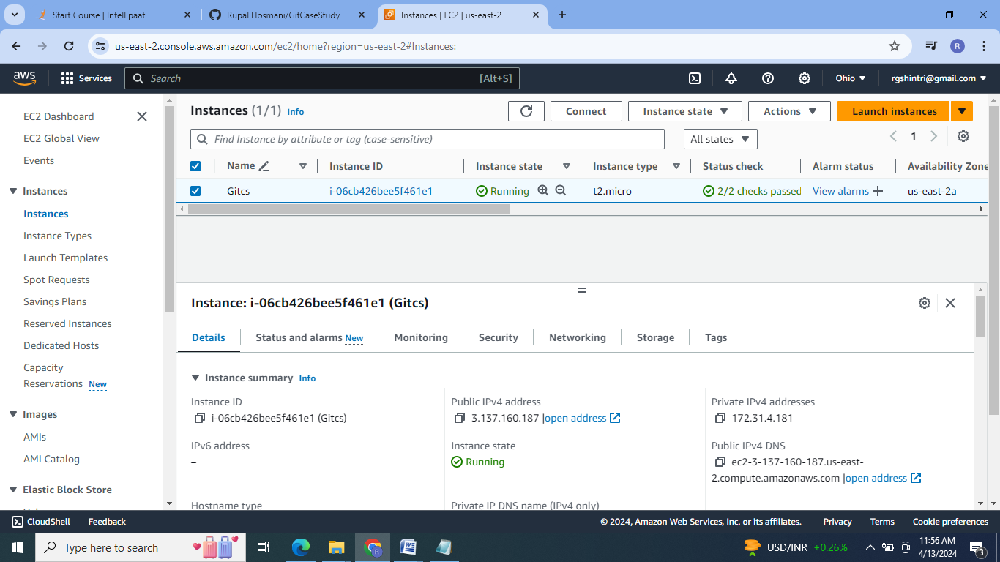 Start Course | Intellipaat
RupaliHosmani/GitCaseStudy
Instances | EC2 | us-east-2
us-east-2.console.aws.amazon.com/ec2/home?region=us-east-2#Instances:
R
aws
Services
Search
[Alt+S]
Ohio
rgshintri@gmail.com
EC2 Dashboard
EC2 Global View
Events
Instances
Instances
Instance Types
Launch Templates
Spot Requests
Savings Plans
Reserved Instances
Dedicated Hosts
Capacity
Reservations New
Images
AMIs
AMI Catalog
Elastic Block Store
Instances (1/1) Info
Connect
Instance state
Actions
Launch instances
Find Instance by attribute or tag (case-sensitive)
All states
1
Name
Instance ID
Instance state
Instance type
Status check
Alarm status
Availability Zone
Gitcs
i-06cb426bee5f461e1
Running
t2.micro
2/2 checks passed
View alarms
us-east-2a
Instance: i-06cb426bee5f461e1 (Gitcs)
Details
Status and alarms New
Monitoring
Security
Networking
Storage
Tags
Instance summary Info
Instance ID
i-06cb426bee5f461e1 (Gitcs)
Public IPv4 address
3.137.160.187 |open address
Private IPv4 addresses
172.31.4.181
IPv6 address
–
Instance state
Running
Public IPv4 DNS
ec2-3-137-160-187.us-east-
2.compute.amazonaws.com |open address
Hostname type
Private IP DNS name (IPv4 only)
CloudShell
Feedback
© 2024, Amazon Web Services, Inc. or its affiliates.
Privacy
Terms
Cookie preferences
Type here to search
USD/INR +0.26%
11:56 AM
4/13/2024
3